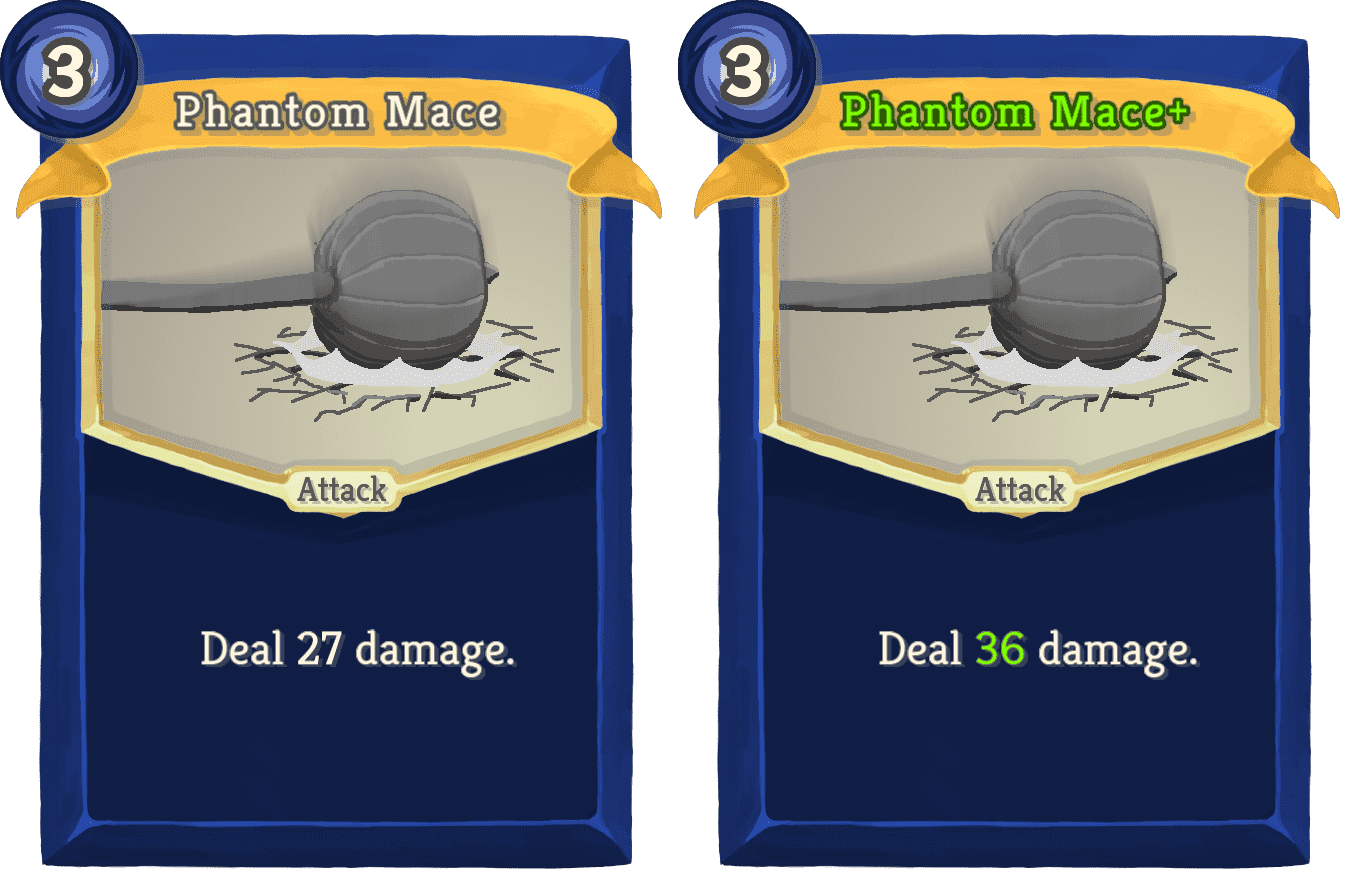 3
Phantom Mace
Attack
Deal 27 damage.
3
Phantom Mace+
Attack
Deal 36 damage.